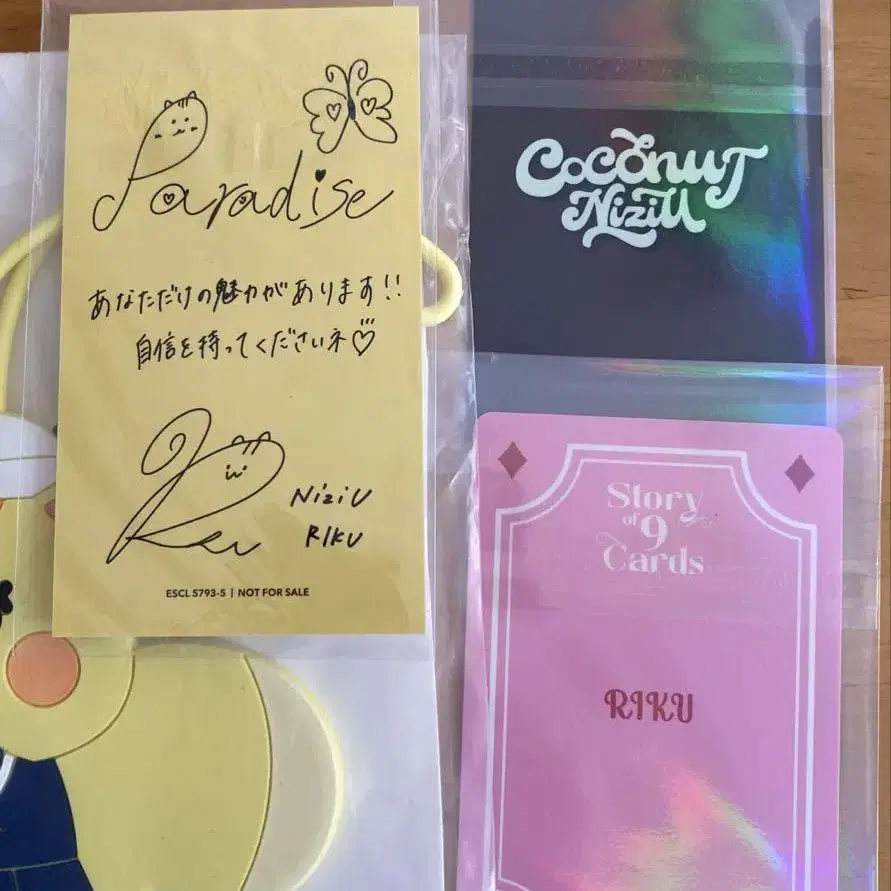 Paradise
あなただけの魅力があります!!
自信を持ってくださいネ♡
Riku
NiziU
RIKU
ESCL 5793-5 | NOT FOR SALE
Coconut
NiziU
Story
of
9
Cards
RIKU